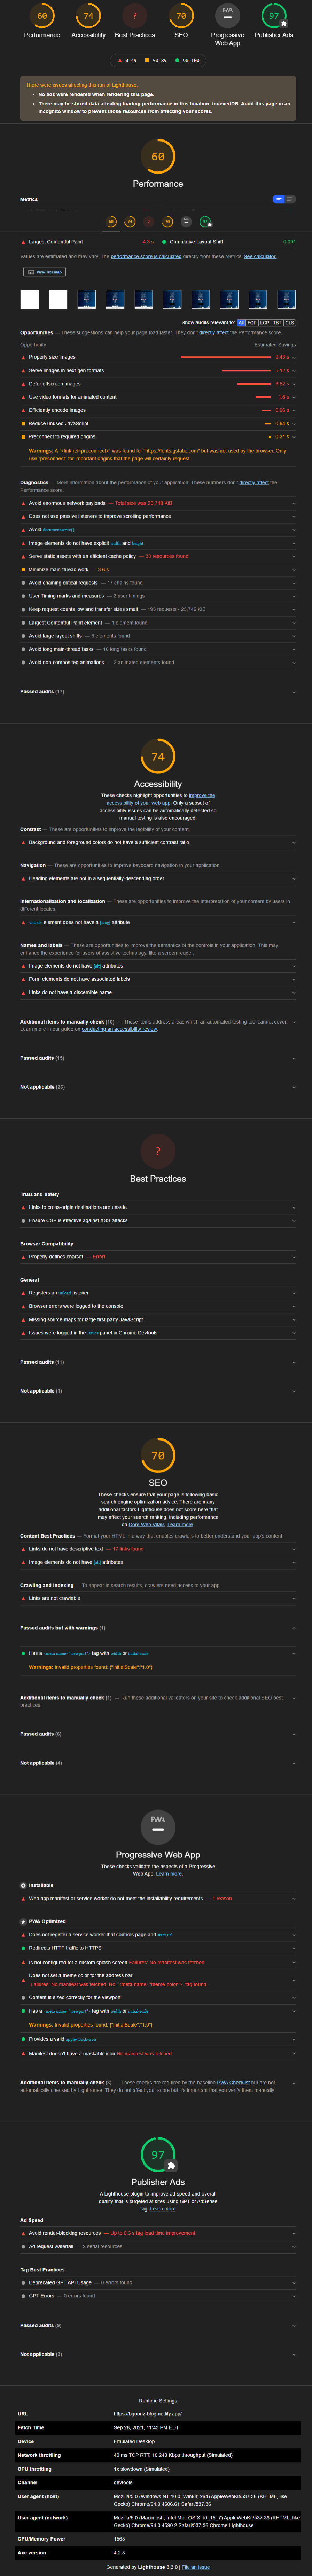 60
74
?
70
PWA
97
Performance
Accessibility
Best Practices
SEO
Progressive
Web App
Publisher Ads
0-49
50-89
90-100
There were issues affecting this run of Lighthouse:
No ads were rendered when rendering this page.
There may be stored data affecting loading performance in this location: IndexedDB. Audit this page in an
incognito window to prevent those resources from affecting your scores.
60
Performance
Metrics
60
74
?
70
97
Largest Contentful Paint
4.3 s
Cumulative Layout Shift
0.091
Values are estimated and may vary. The performance score is calculated directly from these metrics. See calculator.
View Treemap
Show audits relevant to: All FCP LCP TBT CLS
Opportunities — These suggestions can help your page load faster. They don't directly affect the Performance score.
Opportunity
Estimated Savings
Properly size images
9.43 s
Serve images in next-gen formats
5.12 s
Defer offscreen images
3.52 s
Use video formats for animated content
1.6 s
Efficiently encode images
0.96 s
Reduce unused JavaScript
0.64 s
Preconnect to required origins
0.21 s
Warnings: A `<link rel=preconnect>` was found for "https://fonts.gstatic.com" but was not used by the browser. Only
use `preconnect` for important origins that the page will certainly request.
Diagnostics — More information about the performance of your application. These numbers don't directly affect the
Performance score.
Avoid enormous network payloads — Total size was 23,746 KiB
Does not use passive listeners to improve scrolling performance
Avoid document.write()
Image elements do not have explicit width and height
Serve static assets with an efficient cache policy — 55 resources found
Minimize main-thread work — 3.6 s
Avoid chaining critical requests — 17 chains found
User Timing marks and measures — 2 user timings
Keep request counts low and transfer sizes small — 193 requests • 23,746 KiB
Largest Contentful Paint element — 1 element found
Avoid large layout shifts — 5 elements found
Avoid long main-thread tasks — 16 long tasks found
Avoid non-composited animations — 2 animated elements found
Passed audits (17)
74
Accessibility
These checks highlight opportunities to improve the
accessibility of your web app. Only a subset of
accessibility issues can be automatically detected so
manual testing is also encouraged.
Contrast — These are opportunities to improve the legibility of your content.
Background and foreground colors do not have a sufficient contrast ratio.
Navigation — These are opportunities to improve keyboard navigation in your application.
Heading elements are not in a sequentially-descending order
Internationalization and localization — These are opportunities to improve the interpretation of your content by users in
different locales.
<html> element does not have a [lang] attribute
Names and labels — These are opportunities to improve the semantics of the controls in your application. This may
enhance the experience for users of assistive technology, like a screen reader.
Image elements do not have [alt] attributes
Form elements do not have associated labels
Links do not have a discernible name
Additional items to manually check (10) — These items address areas which an automated testing tool cannot cover.
Learn more in our guide on conducting an accessibility review
Passed audits (19)
Not applicable (23)
?
Best Practices
Trust and Safety
Links to cross-origin destinations are unsafe
Ensure CSP is effective against XSS attacks
Browser Compatibility
Properly defines charset — Error!
General
Registers an unload listener
Browser errors were logged to the console
Missing source maps for large first-party JavaScript
Issues were logged in the Issues panel in Chrome Devtools
Passed audits (11)
Not applicable (1)
70
SEO
These checks ensure that your page is following basic
search engine optimization advice. There are many
additional factors Lighthouse does not score here that
may affect your search ranking, including performance
on Core Web Vitals. Learn more.
Content Best Practices — Format your HTML in a way that enables crawlers to better understand your app's content.
Links do not have descriptive text — 17 links found
Image elements do not have [alt] attributes
Crawling and Indexing — To appear in search results, crawlers need access to your app.
Links are not crawlable
Passed audits but with warnings (1)
Has a <meta name="viewport"> tag with width or initial-scale
Warnings: Invalid properties found: {"initialScale":"1.0"}
Additional items to manually check (1) — Run these additional validators on your site to check additional SEO best
practices.
Passed audits (6)
Not applicable (4)
PWA
Progressive Web App
These checks validate the aspects of a Progressive
Web App. Learn more.
Installable
Web app manifest or service worker do not meet the installability requirements — 1 reason
PWA Optimized
Does not register a service worker that controls page and start_url
Redirects HTTP traffic to HTTPS
Is not configured for a custom splash screen Failures: No manifest was fetched.
Does not set a theme color for the address bar.
Failures: No manifest was fetched, No `<meta name="theme-color">` tag found.
Content is sized correctly for the viewport
Has a <meta name="viewport"> tag with width or initial-scale
Warnings: Invalid properties found: {"initialScale":"1.0"}
Provides a valid apple-touch-icon
Manifest doesn't have a maskable icon No manifest was fetched
Additional items to manually check (3) — These checks are required by the baseline PWA Checklist but are not
automatically checked by Lighthouse. They do not affect your score but it's important that you verify them manually.
97
Publisher Ads
A Lighthouse plugin to improve ad speed and overall
quality that is targeted at sites using GPT or AdSense
tag. Learn more
Ad Speed
Avoid render-blocking resources — Up to 0.3 s tag load time improvement
Ad request waterfall — 2 serial resources
Tag Best Practices
Deprecated GPT API Usage — 0 errors found
GPT Errors — 0 errors found
Passed audits (9)
Not applicable (9)
Runtime Settings
URL
https://bgoonz-blog.netlify.app/
Fetch Time
Sep 28, 2021, 11:43 PM EDT
Device
Emulated Desktop
Network throttling
40 ms TCP RTT, 10,240 Kbps throughput (Simulated)
CPU throttling
1x slowdown (Simulated)
Channel
devtools
User agent (host)
Mozilla/5.0 (Windows NT 10.0; Win64; x64) AppleWebKit/537.36 (KHTML, like
Gecko) Chrome/94.0.4606.61 Safari/537.36
User agent (network)
Mozilla/5.0 (Macintosh; Intel Mac OS X 10_15_7) AppleWebKit/537.36 (KHTML, like
Gecko) Chrome/94.0.4590.2 Safari/537.36 Chrome-Lighthouse
CPU/Memory Power
1563
Axe version
4.2.3
Generated by Lighthouse 8.3.0 | File an issue